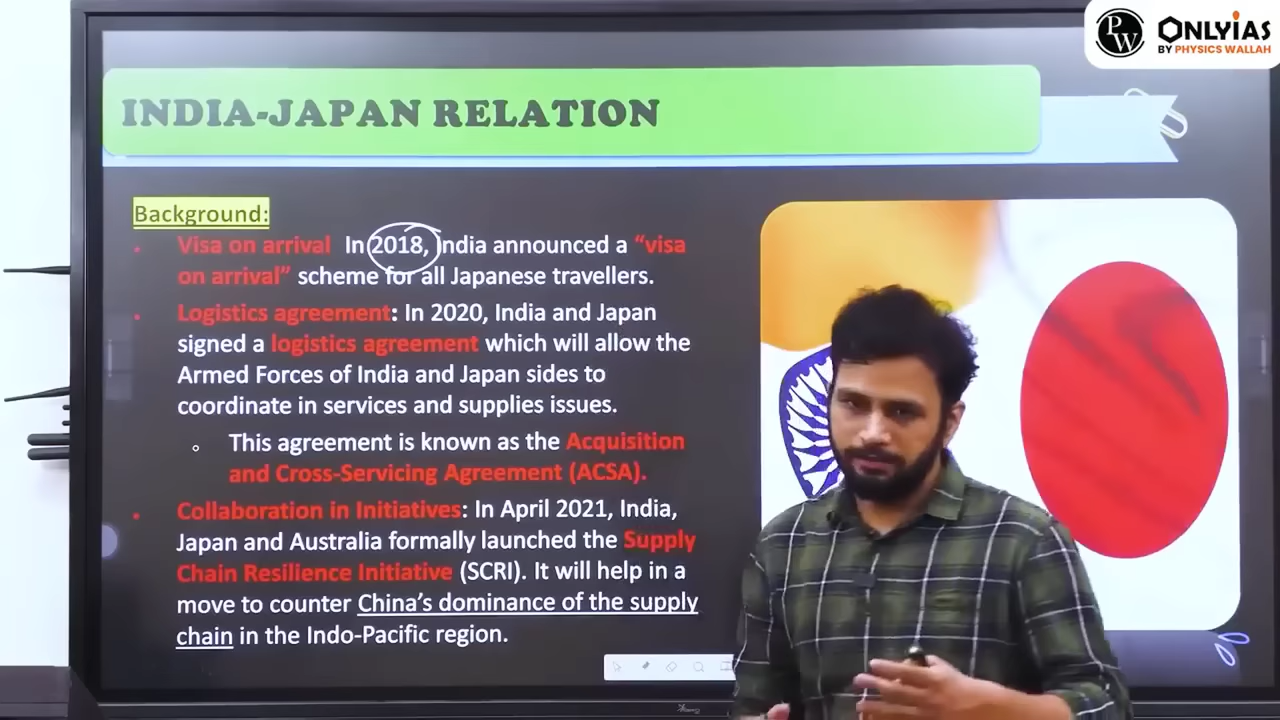 PW
ONLYIAS
BY PHYSICS WALLAH
INDIA-JAPAN RELATION
Background:
Visa on arrival In 2018, India announced a “visa
on arrival” scheme for all Japanese travellers.
Logistics agreement: In 2020, India and Japan
signed a logistics agreement which will allow the
Armed Forces of India and Japan sides to
coordinate in services and supplies issues.
This agreement is known as the Acquisition
and Cross-Servicing Agreement (ACSA).
Collaboration in Initiatives: In April 2021, India,
Japan and Australia formally launched the Supply
Chain Resilience Initiative (SCRI). It will help in a
move to counter China’s dominance of the supply
chain in the Indo-Pacific region.